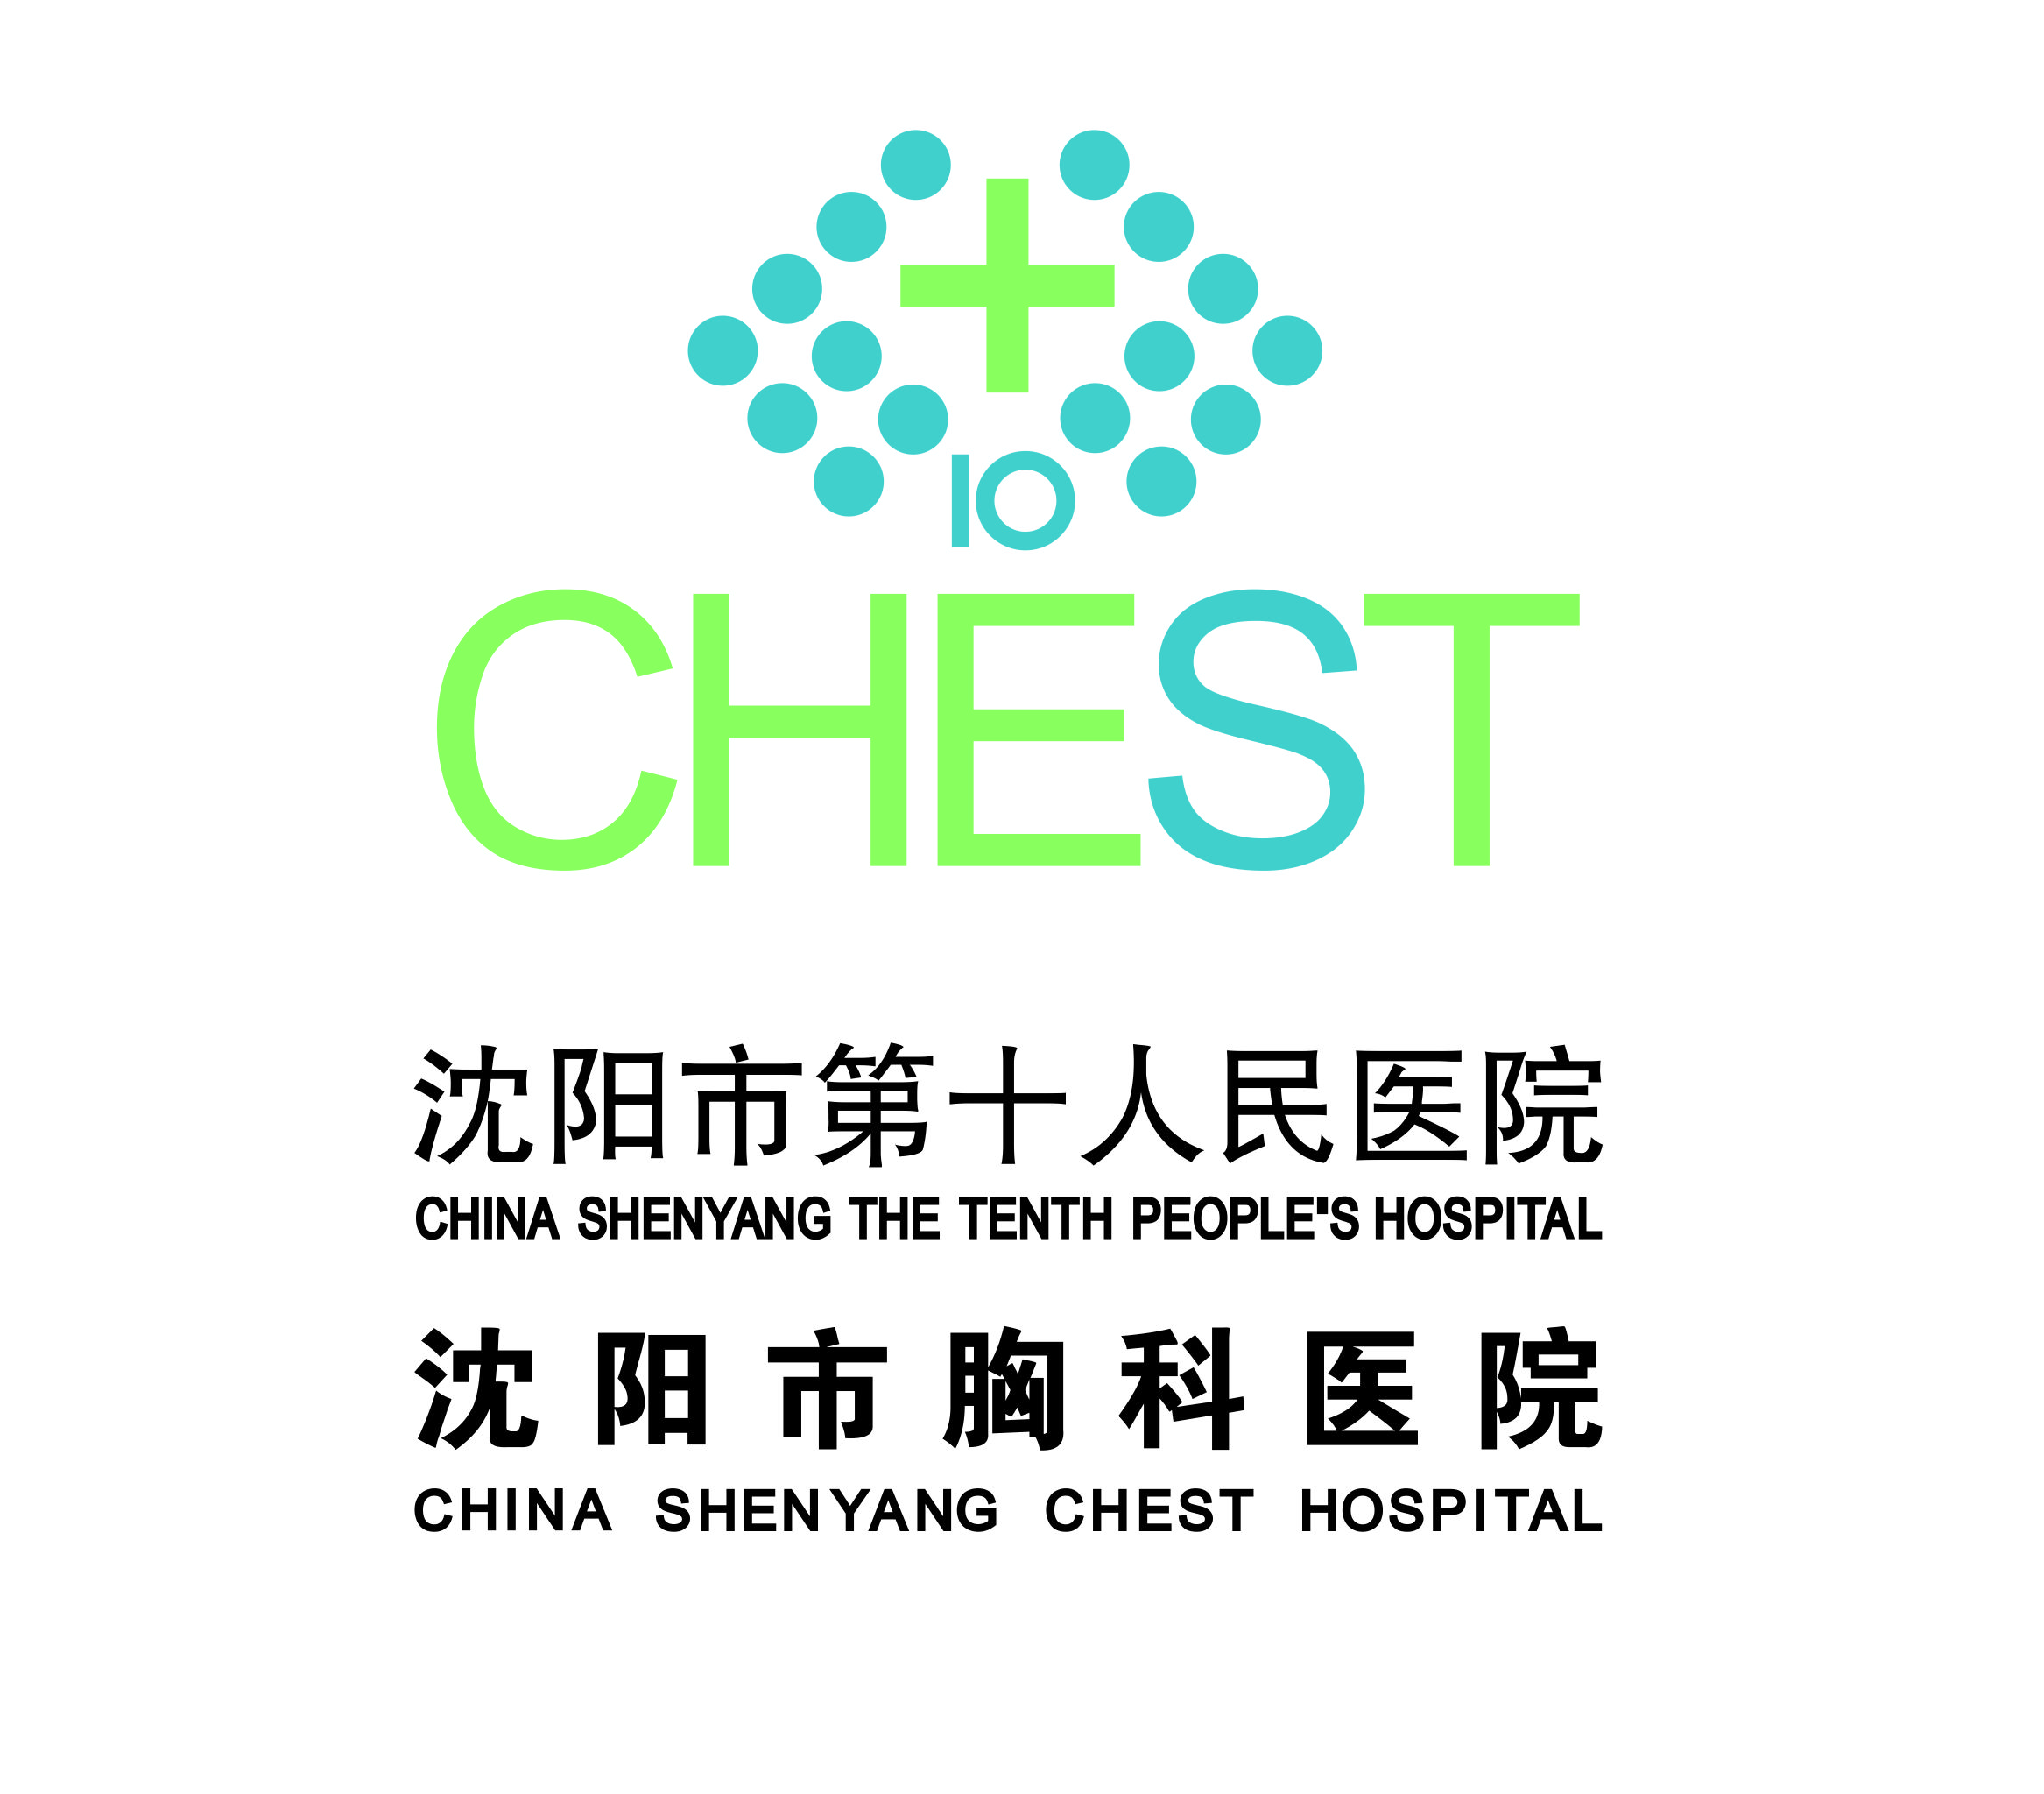 10
CHEST
沈阳市第十人民医院
CHINA SHENYANG THE TENTH PEOPLE'S HOSPITAL
沈阳市胸科医院
CHINA SHENYANG CHEST HOSPITAL